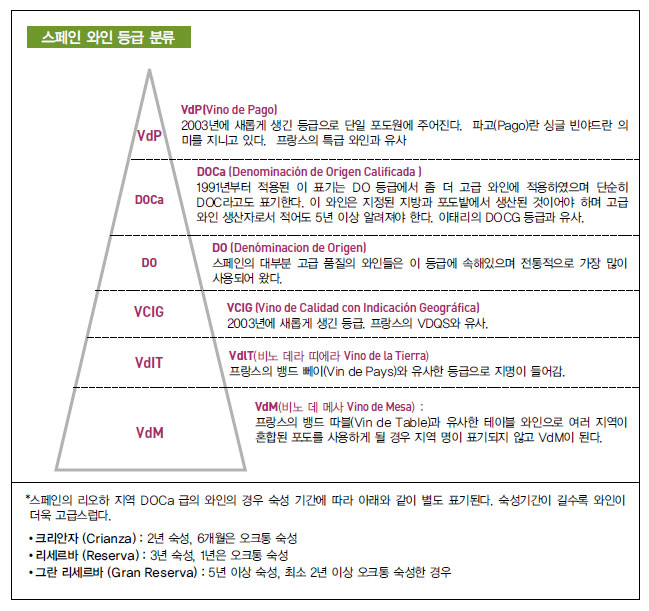 스페인 와인 등급 분류
VdP
VdP(Vino de Pago)
2003년에 새롭게 생긴 등급으로 단일 포도원에 주어진다. 파고(Pago)란 싱글 빈야드란 의
미를 지니고 있다. 프랑스의 특급 와인과 유사
DOCa
DOCa (Denominación de Origen Calificada )
1991년부터 적용된 이 표기는 DO 등급에서 좀 더 고급 와인에 적용하였으며 단순히
DOC라고도 표기한다. 이 와인은 지정된 지방과 포도밭에서 생산된 것이어야 하며 고급
와인 생산자로서 적어도 5년 이상 알려져야 한다. 이태리의 DOCG 등급과 유사.
DO
DO (Denóminacion de Origen)
스페인의 대부분 고급 품질의 와인들은 이 등급에 속해있으며 전통적으로 가장 많이
사용되어 왔다.
VCIG
VCIG (Vino de Calidad con Indicación Geográfica)
2003년에 새롭게 생긴 등급. 프랑스의 VDQS와 유사.
VdIT
VdlT(비노 데라 띠에라 Vino de la Tierra)
프랑스의 뱅드 뻬이(Vin de Pays)와 유사한 등급으로 지명이 들어감.
VdM
VdM(비노 데 메사 Vino de Mesa) :
프랑스의 뱅드 따블(Vin de Table)과 유사한 테이블 와인으로 여러 지역이
혼합된 포도를 사용하게 될 경우 지역 명이 표기되지 않고 VdM이 된다.
*스페인의 리오하 지역 DOCa 급의 와인의 경우 숙성 기간에 따라 아래와 같이 별도 표기된다. 숙성기간이 길수록 와인이
더욱 고급스럽다.
• 크리안자 (Crianza) : 2년 숙성, 6개월은 오크통 숙성
• 리세르바 (Reserva) : 3년 숙성, 1년은 오크통 숙성
• 그란 리세르바 (Gran Reserva) : 5년 이상 숙성, 최소 2년 이상 오크통 숙성한 경우